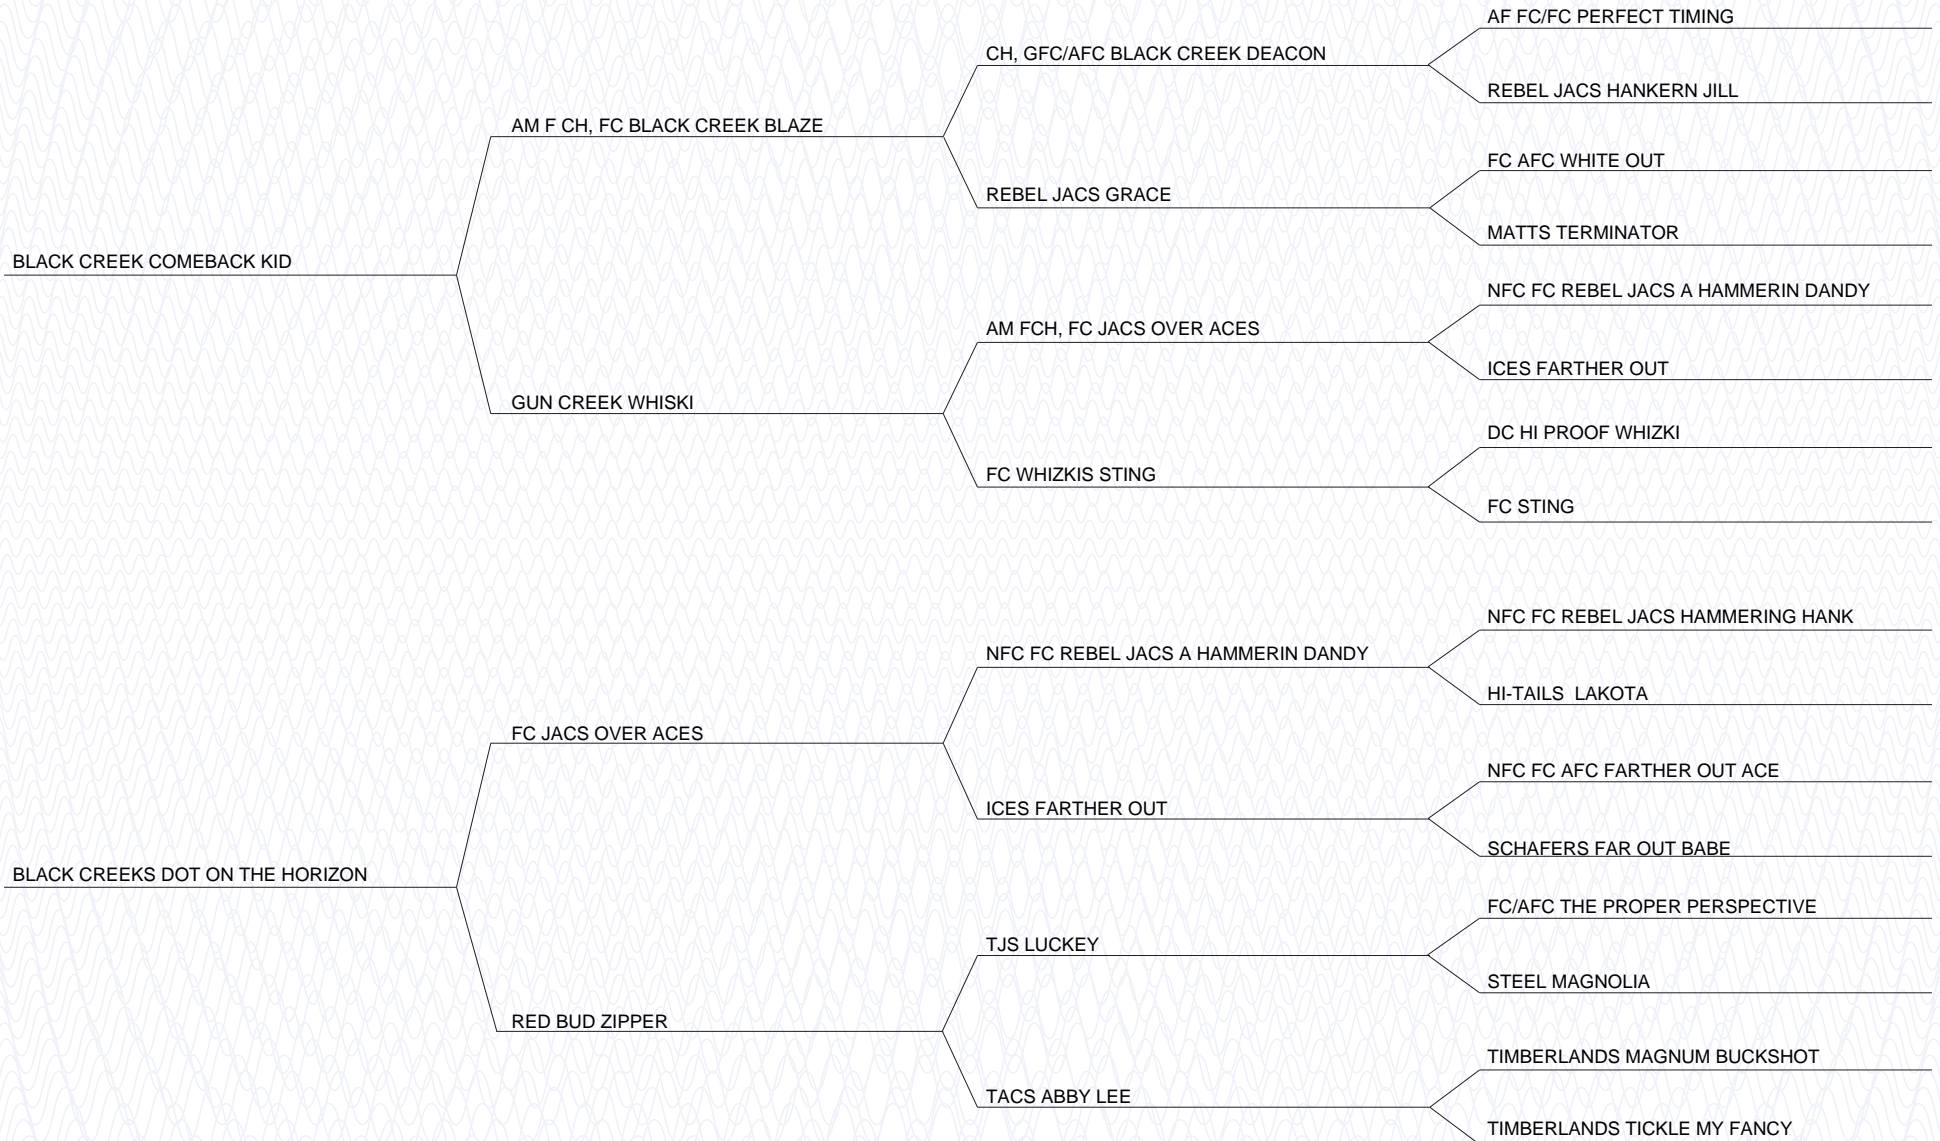 AF FC/FC PERFECT TIMING
CH, GFC/AFC BLACK CREEK DEACON
REBEL JACS HANKERN JILL
AM F CH, FC BLACK CREEK BLAZE
FC AFC WHITE OUT
REBEL JACS GRACE
MATTS TERMINATOR
BLACK CREEK COMEBACK KID
NFC FC REBEL JACS A HAMMERIN DANDY
AM FCH, FC JACS OVER ACES
ICES FARTHER OUT
GUN CREEK WHISKI
DC HI PROOF WHIZKI
FC WHIZKIS STING
FC STING
NFC FC REBEL JACS HAMMERING HANK
NFC FC REBEL JACS A HAMMERIN DANDY
HI-TAILS  LAKOTA
FC JACS OVER ACES
NFC FC AFC FARTHER OUT ACE
ICES FARTHER OUT
SCHAFERS FAR OUT BABE
BLACK CREEKS DOT ON THE HORIZON
FC/AFC THE PROPER PERSPECTIVE
TJS LUCKEY
STEEL MAGNOLIA
RED BUD ZIPPER
TIMBERLANDS MAGNUM BUCKSHOT
TACS ABBY LEE
TIMBERLANDS TICKLE MY FANCY